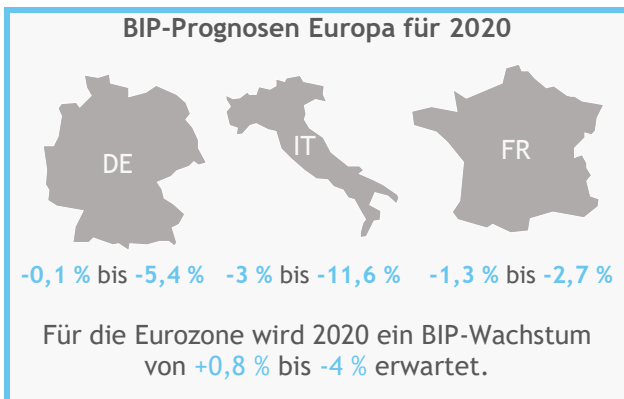 BIP-Prognosen Europa für 2020
DE
IT
FR
-0,1 % bis -5,4 %
-3 % bis -11,6 %
-1,3 % bis -2,7 %
Für die Eurozone wird 2020 ein BIP-Wachstum
von +0,8 % bis -4 % erwartet.